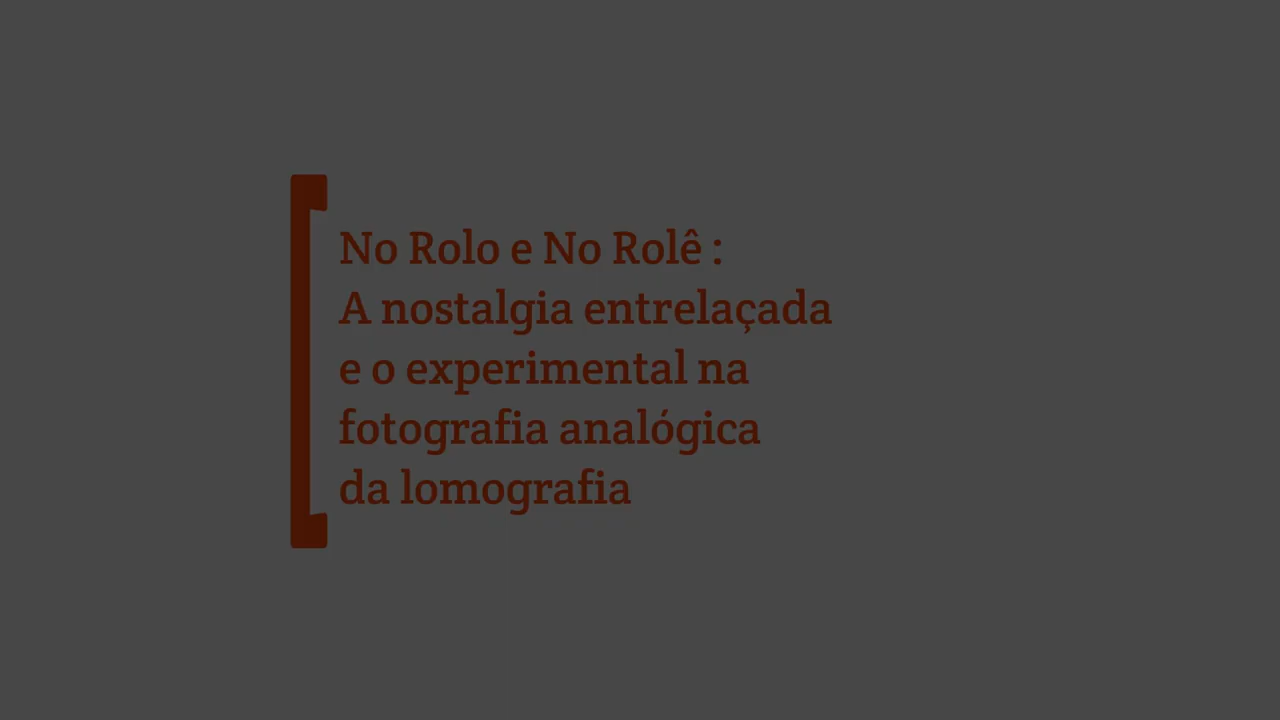 No Rolo e No Rolê :
A nostalgia entrelaçada
e o experimental na
fotografia analógica
da lomografia